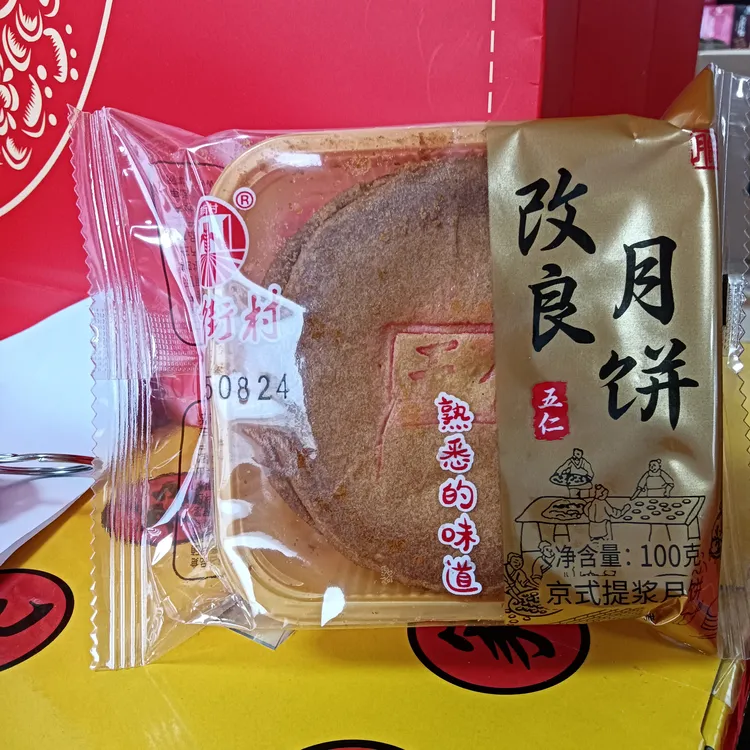 ®
街村
50824
熟悉的味道
改良
月饼
五仁
净含量：100克
京式提浆月饼